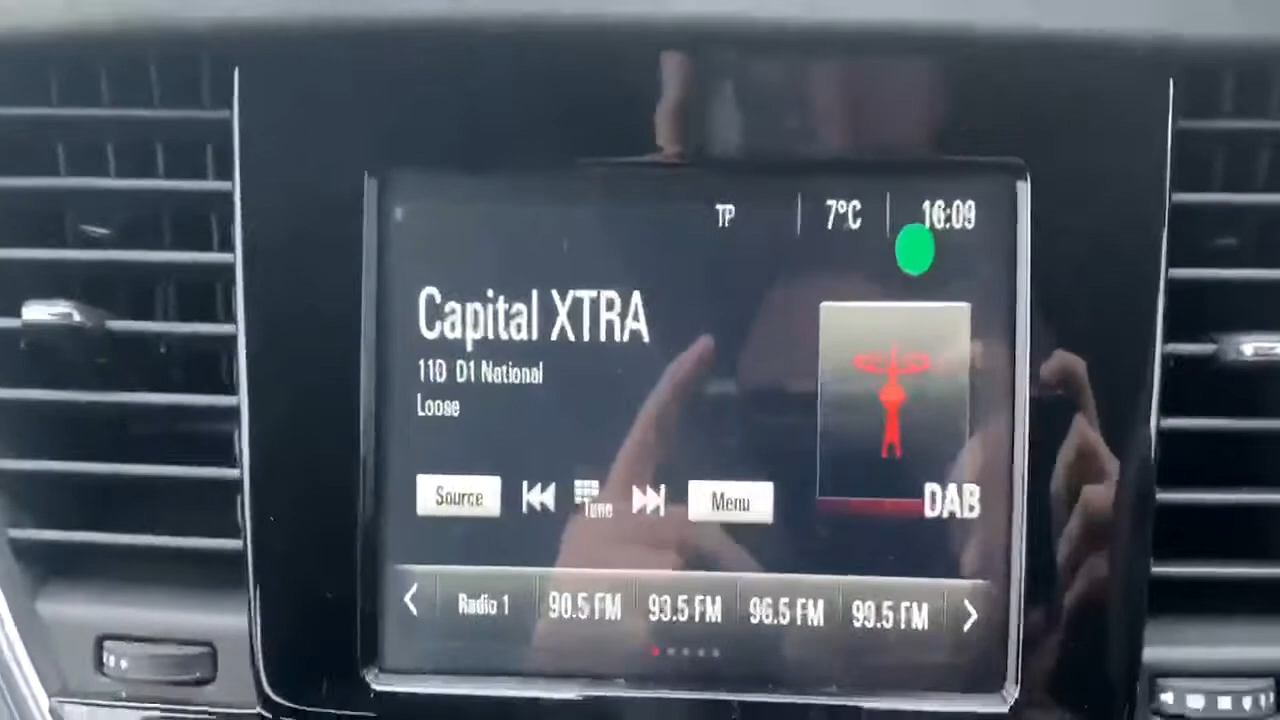 TP 7°C 16:09
Capital XTRA
11D D1 National
Loose
Source Tune Menu
DAB
Radio 1 90.5 FM 93.5 FM 96.5 FM 99.5 FM